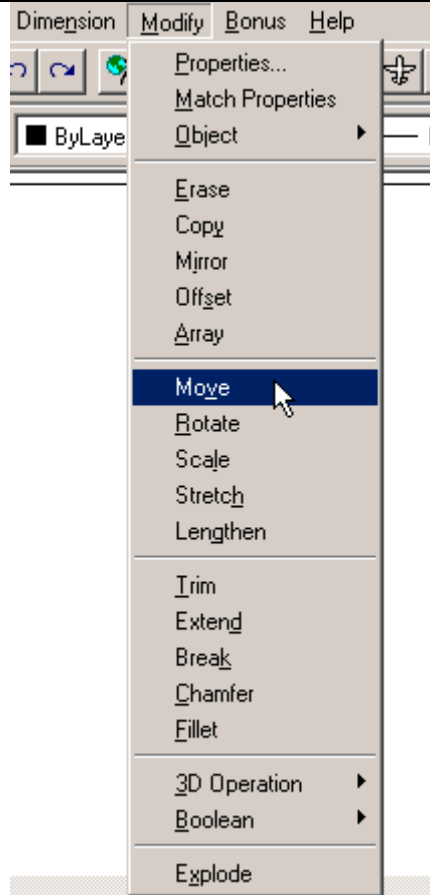 Dimension Modify Bonus Help
Properties...
Match Properties
ByLaye
Object
Erase
Copy
Mirror
Offset
Array
Move
Rotate
Scale
Stretch
Lengthen
Trim
Extend
Break
Chamfer
Fillet
3D Operation
Boolean
Explode